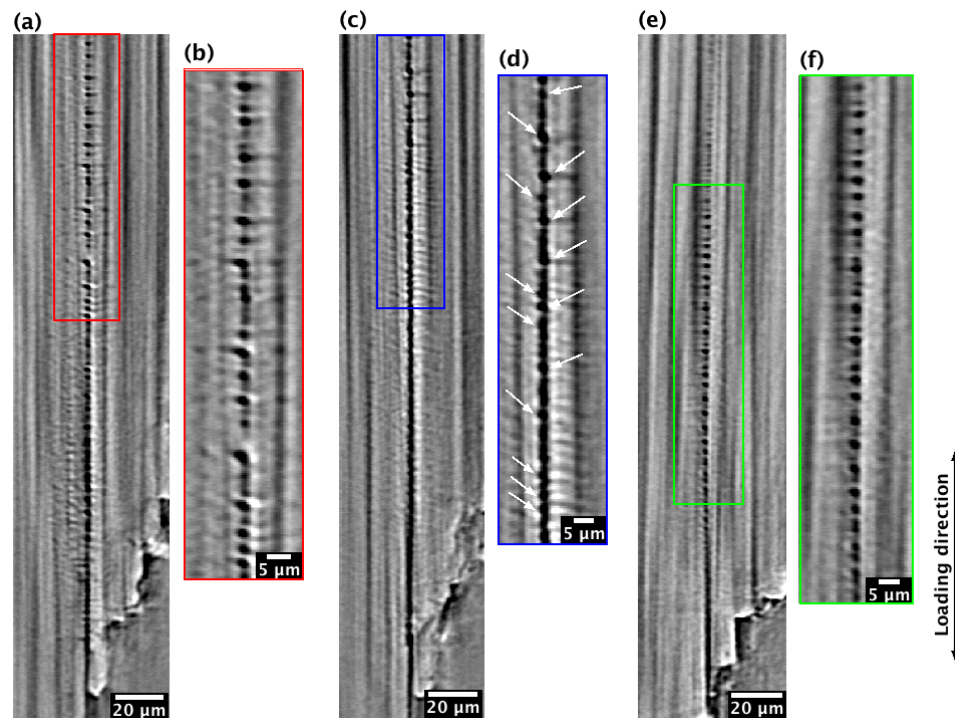 (a)
(b)
(c)
(d)
(e)
(f)
5 µm
5 µm
5 µm
20 µm
20 µm
20 µm
Loading direction